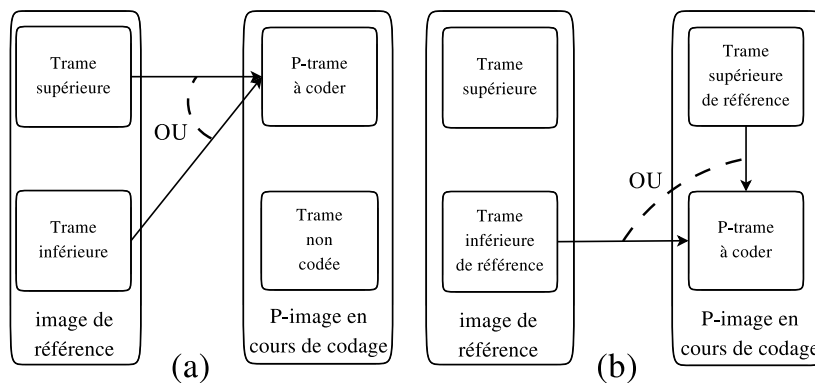 Trame
supérieure
OU
Trame
inférieure
image de
référence
P-trame
à coder
Trame
non
codée
P-image en
cours de codage
(a)
Trame
supérieure
Trame
inférieure
de référence
image de
référence
OU
Trame
supérieure
de référence
P-trame
à coder
P-image en
cours de codage
(b)